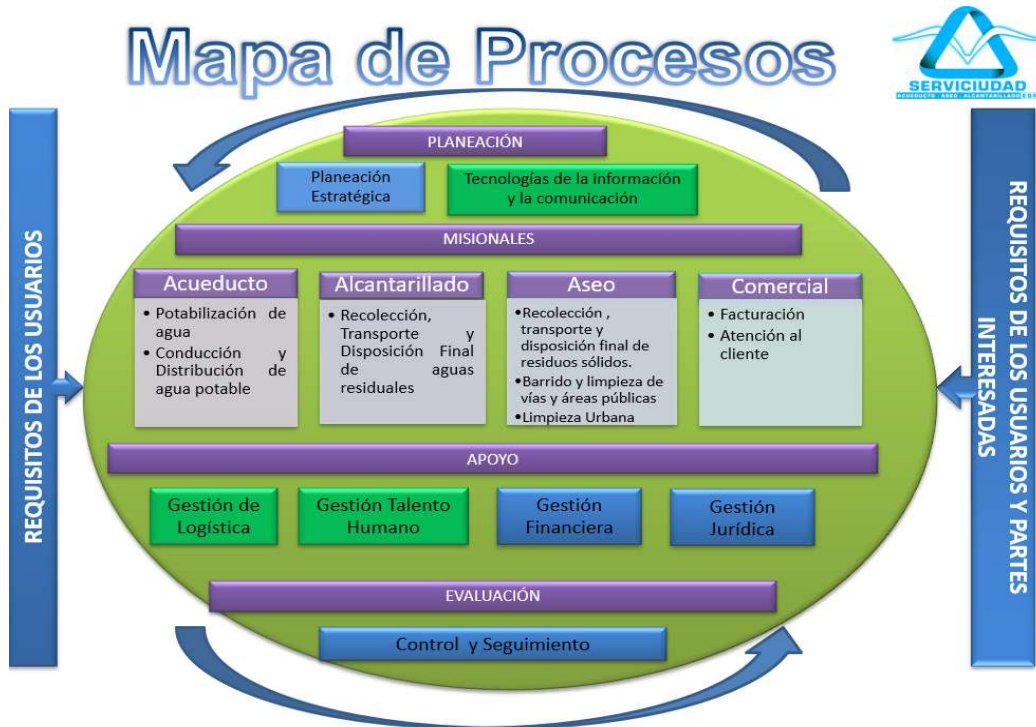 Mapa de Procesos
SERVICIUDAD
ACUEDUCTO - ASEO - ALCANTARILLADO
REQUISITOS DE LOS USUARIOS
PLANEACIÓN
Planeación
Estratégica
Tecnologías de la información
y la comunicación
MISIONALES
Acueducto
• Potabilización de
agua
• Conducción y
Distribución de
agua potable
Alcantarillado
• Recolección,
Transporte y
Disposición Final
de aguas
residuales
Aseo
•Recolección ,
transporte y
disposición final de
residuos sólidos.
•Barrido y limpieza de
vías y áreas públicas
•Limpieza Urbana
Comercial
• Facturación
• Atención al
cliente
APOYO
Gestión de
Logística
Gestión Talento
Humano
Gestión
Financiera
Gestión
Jurídica
EVALUACIÓN
Control y Seguimiento
REQUISITOS DE LOS USUARIOS Y PARTES
INTERESADAS